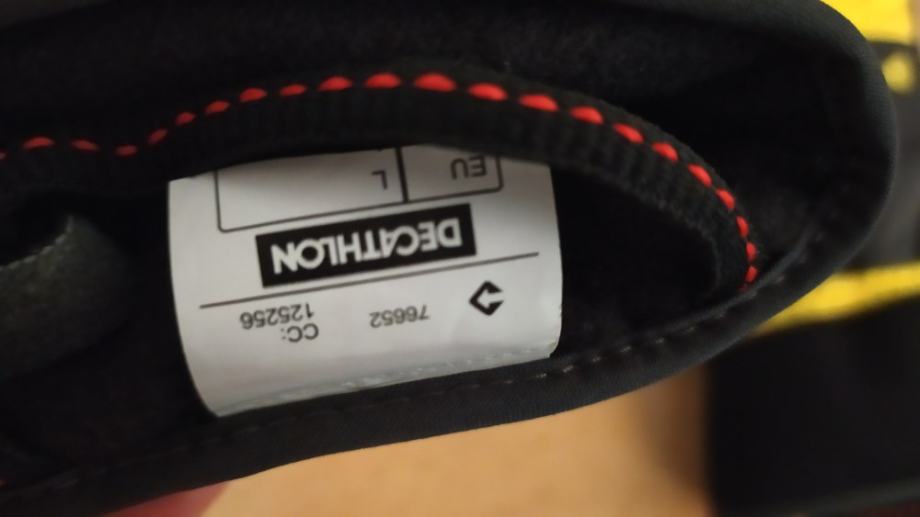 76652 CC:
125256
DECATHLON
EU L